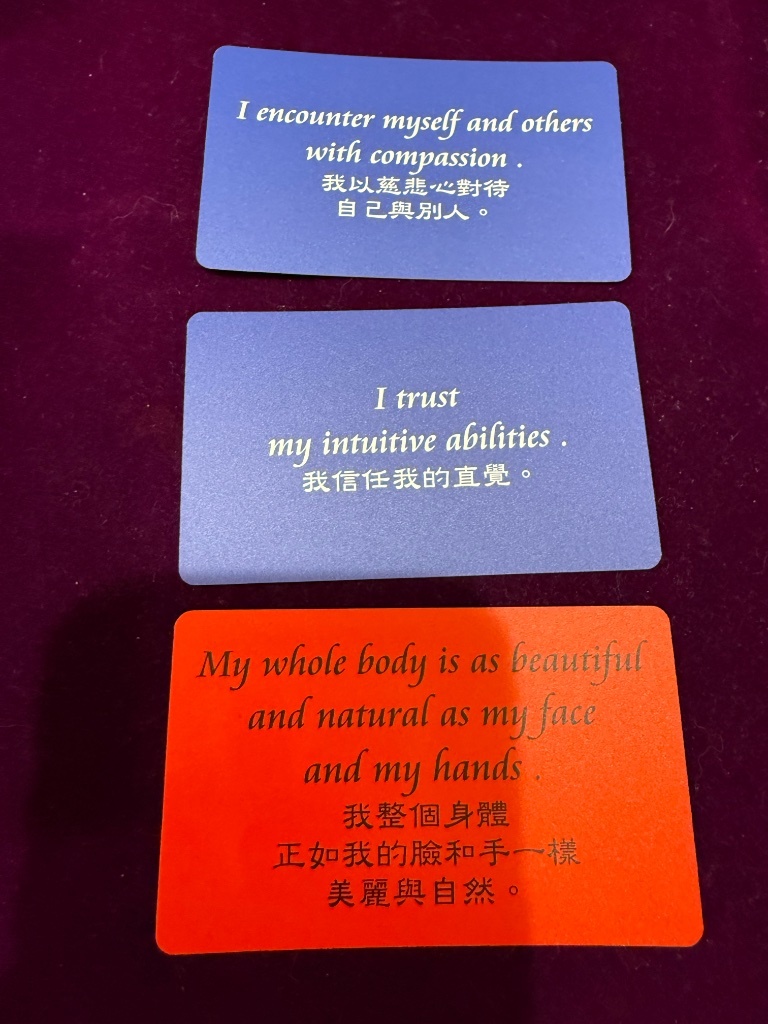 I encounter myself and others
with compassion .
我以慈悲心對待
自己與別人。
I trust
my intuitive abilities .
我信任我的直覺。
My whole body is as beautiful
and natural as my face
and my hands .
我整個身體
正如我的臉和手一樣
美麗與自然。